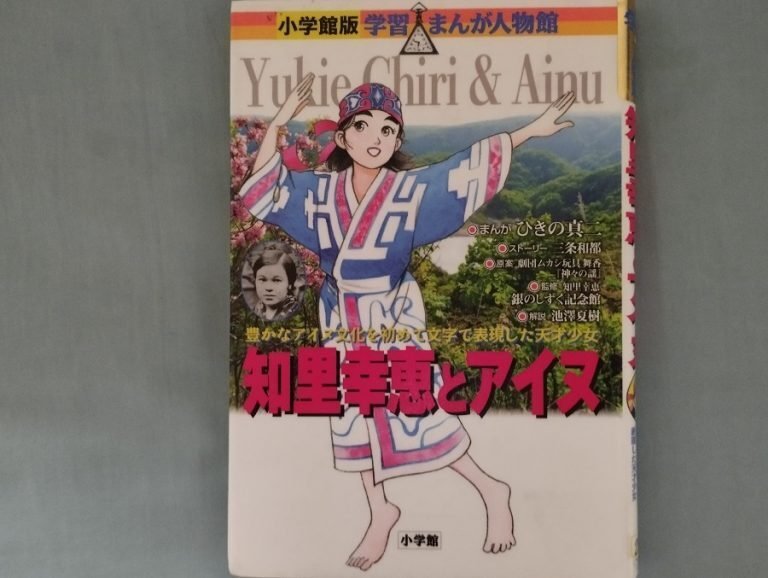 小学館版 学習まんが人物館
Yukie Chiri & Ainu
まんが ひきの真二
ストーリー 三条和都
原案 劇団ムカシ玩具 舞香
「神々の謡」
監修 知里幸恵
銀のしずく記念館
解説 池澤夏樹
豊かなアイヌ文化を初めて文字で表現した天才少女
知里幸恵とアイヌ
小学館